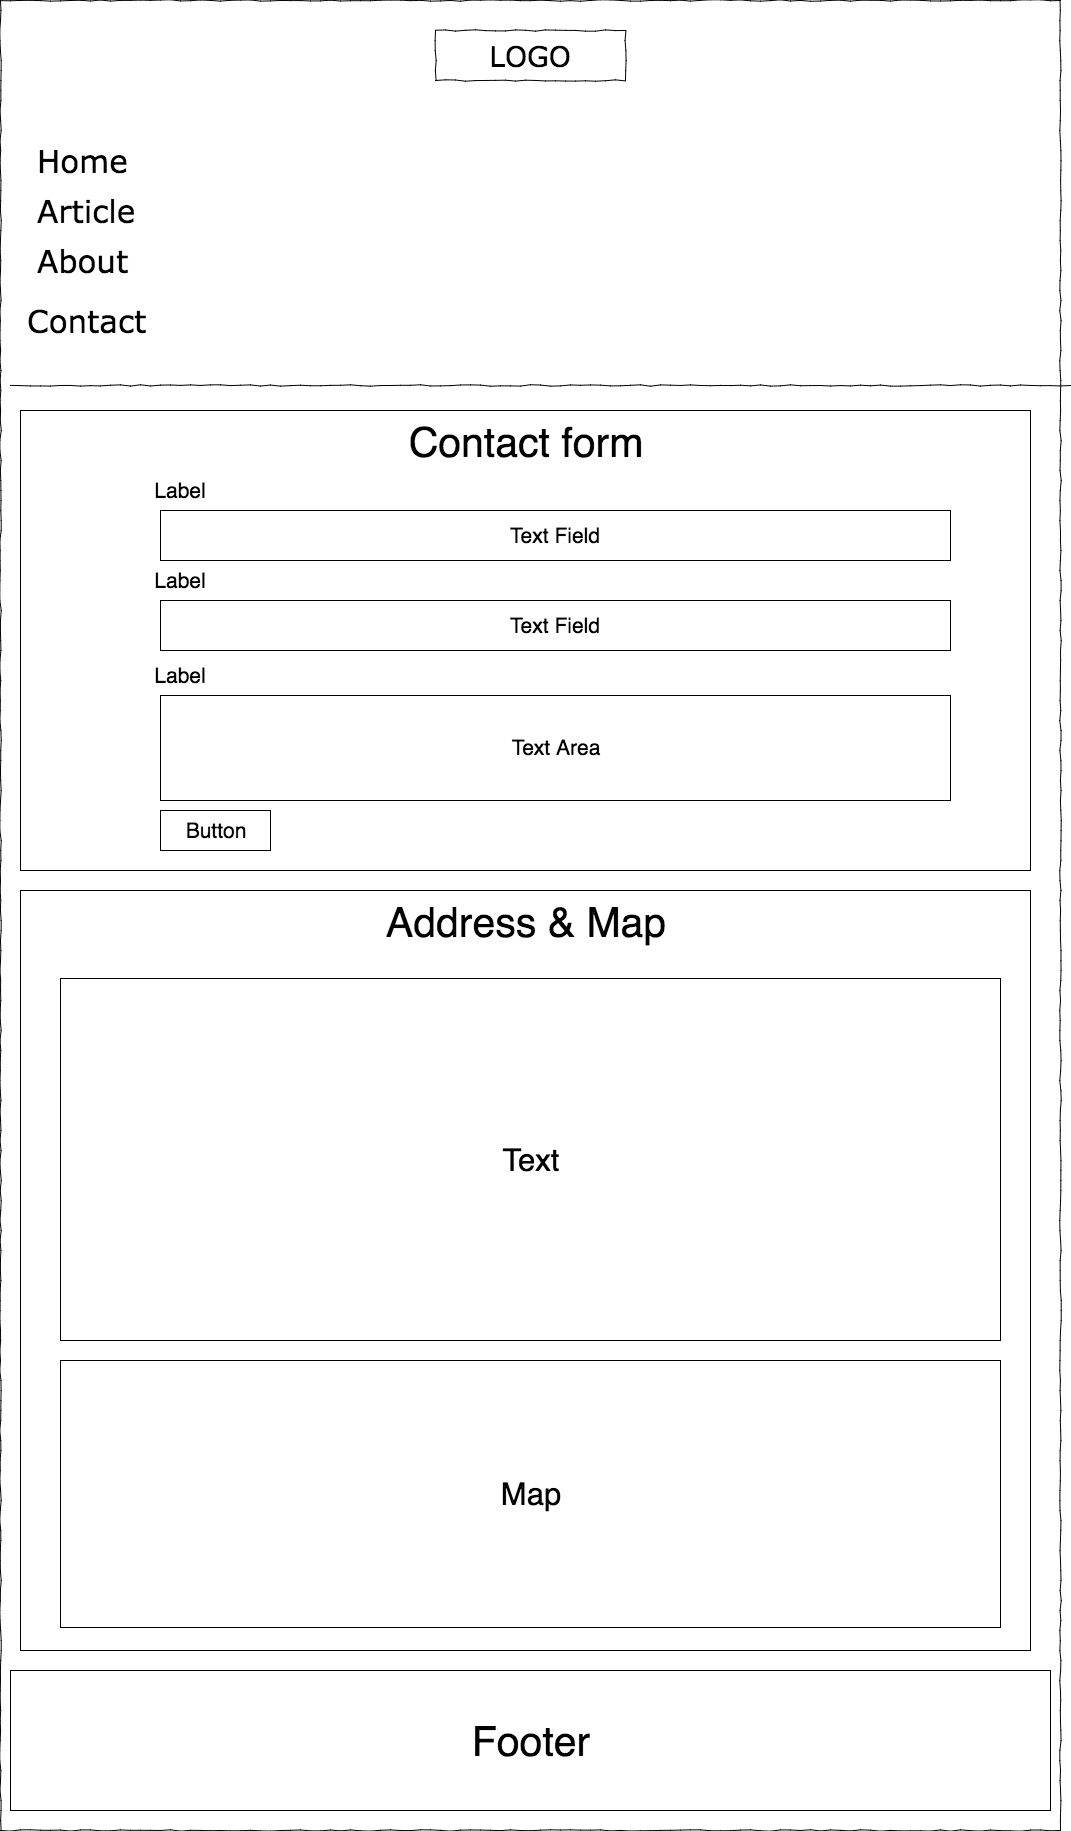 LOGO
Home
Article
About
Contact
Contact form
Label
Text Field
Label
Text Field
Label
Text Area
Button
Address & Map
Text
Map
Footer